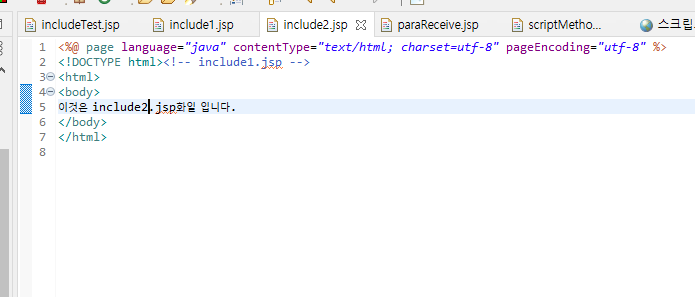 includeTest.jsp include1.jsp include2.jsp paraReceive.jsp scriptMetho... 스크립
1 <%@ page language="java" contentType="text/html; charset=utf-8" pageEncoding="utf-8" %>
2 <!DOCTYPE html><!-- include1.jsp -->
3 <html>
4 <body>
5 이것은 include2.jsp화일 입니다.
6 </body>
7 </html>
8